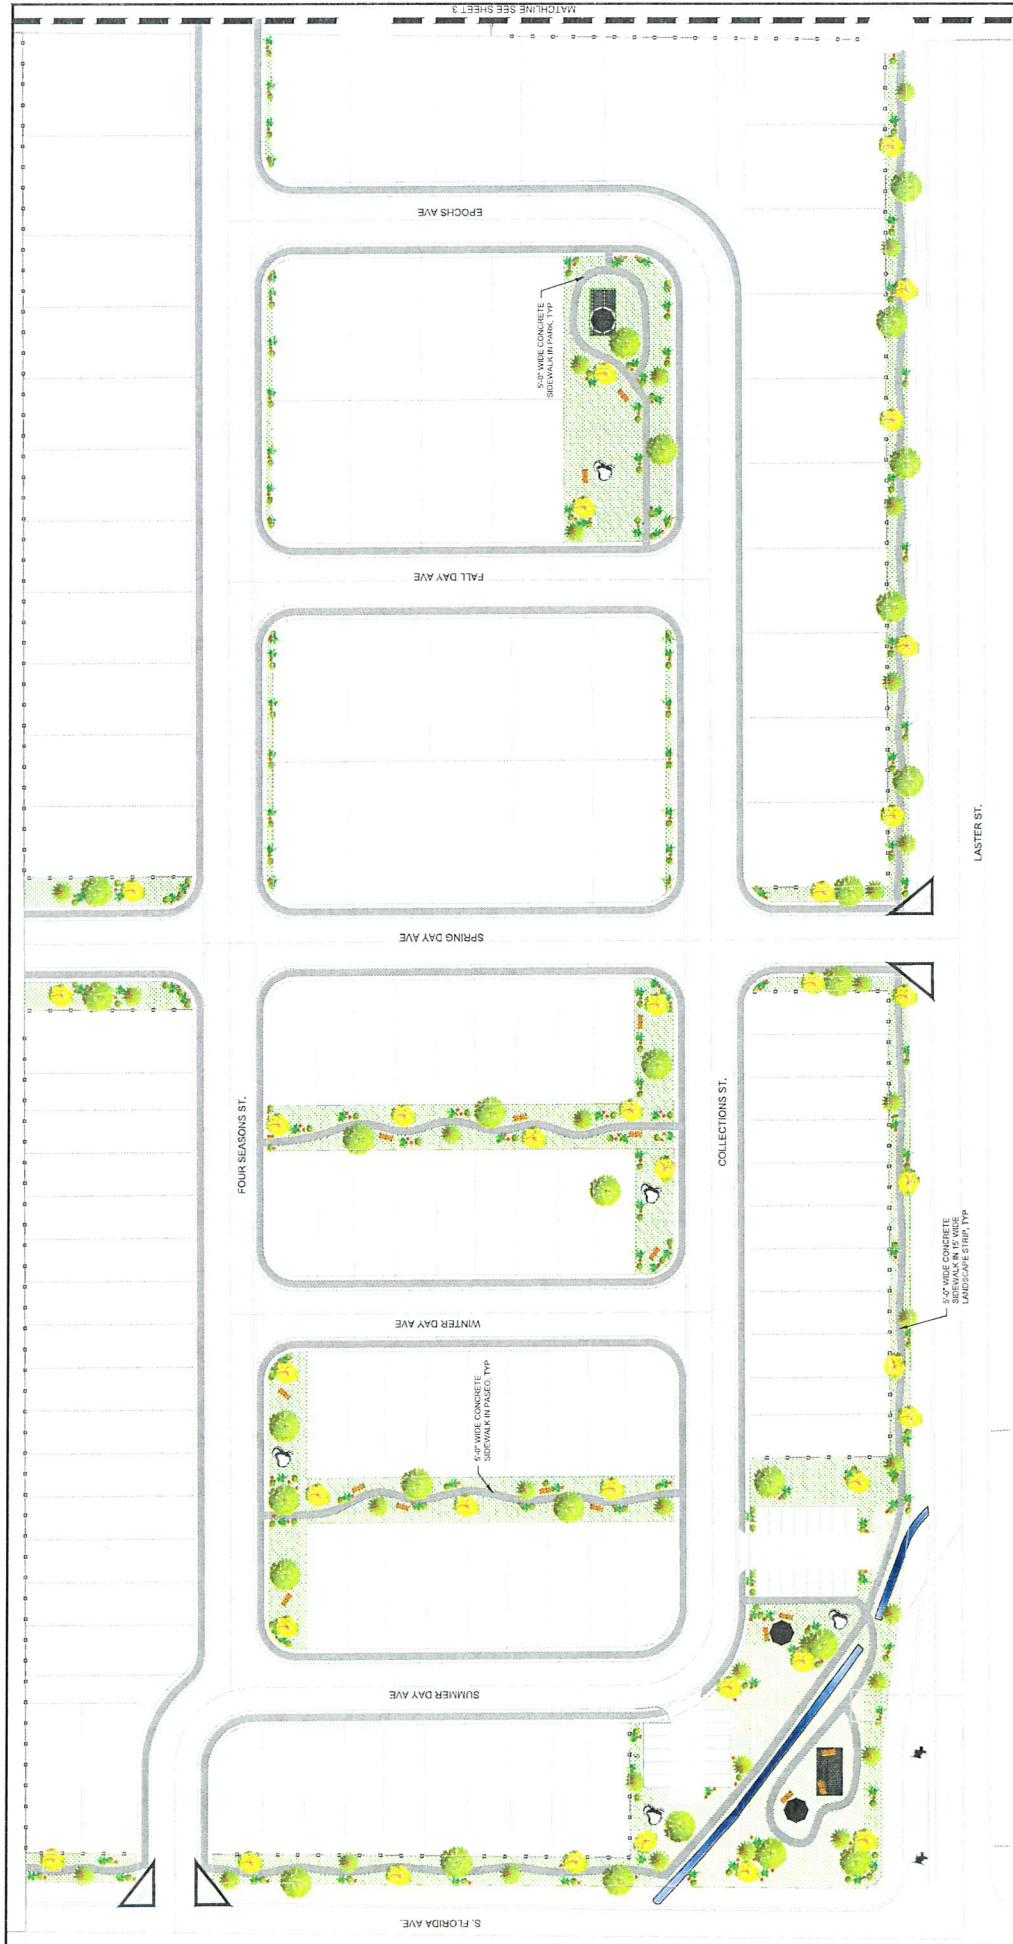 MATCHLINE SEE SHEET 3
EPOCHS AVE
5'-0" WIDE CONCRETE
SIDEWALK IN PARK, TYP
FALL DAY AVE
LASTER ST.
SPRING DAY AVE
FOUR SEASONS ST.
COLLECTIONS ST.
5'-0" WIDE CONCRETE
SIDEWALK IN 15' WIDE
LANDSCAPE STRIP, TYP
WINTER DAY AVE
5'-0" WIDE CONCRETE
SIDEWALK IN PASEO, TYP
SUMMER DAY AVE
S. FLORIDA AVE.